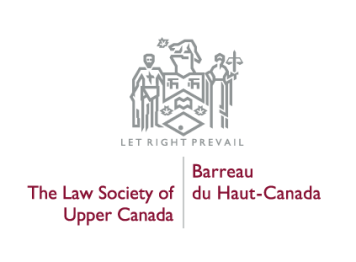 LET RIGHT PREVAIL
The Law Society of
Upper Canada
Barreau
du Haut-Canada